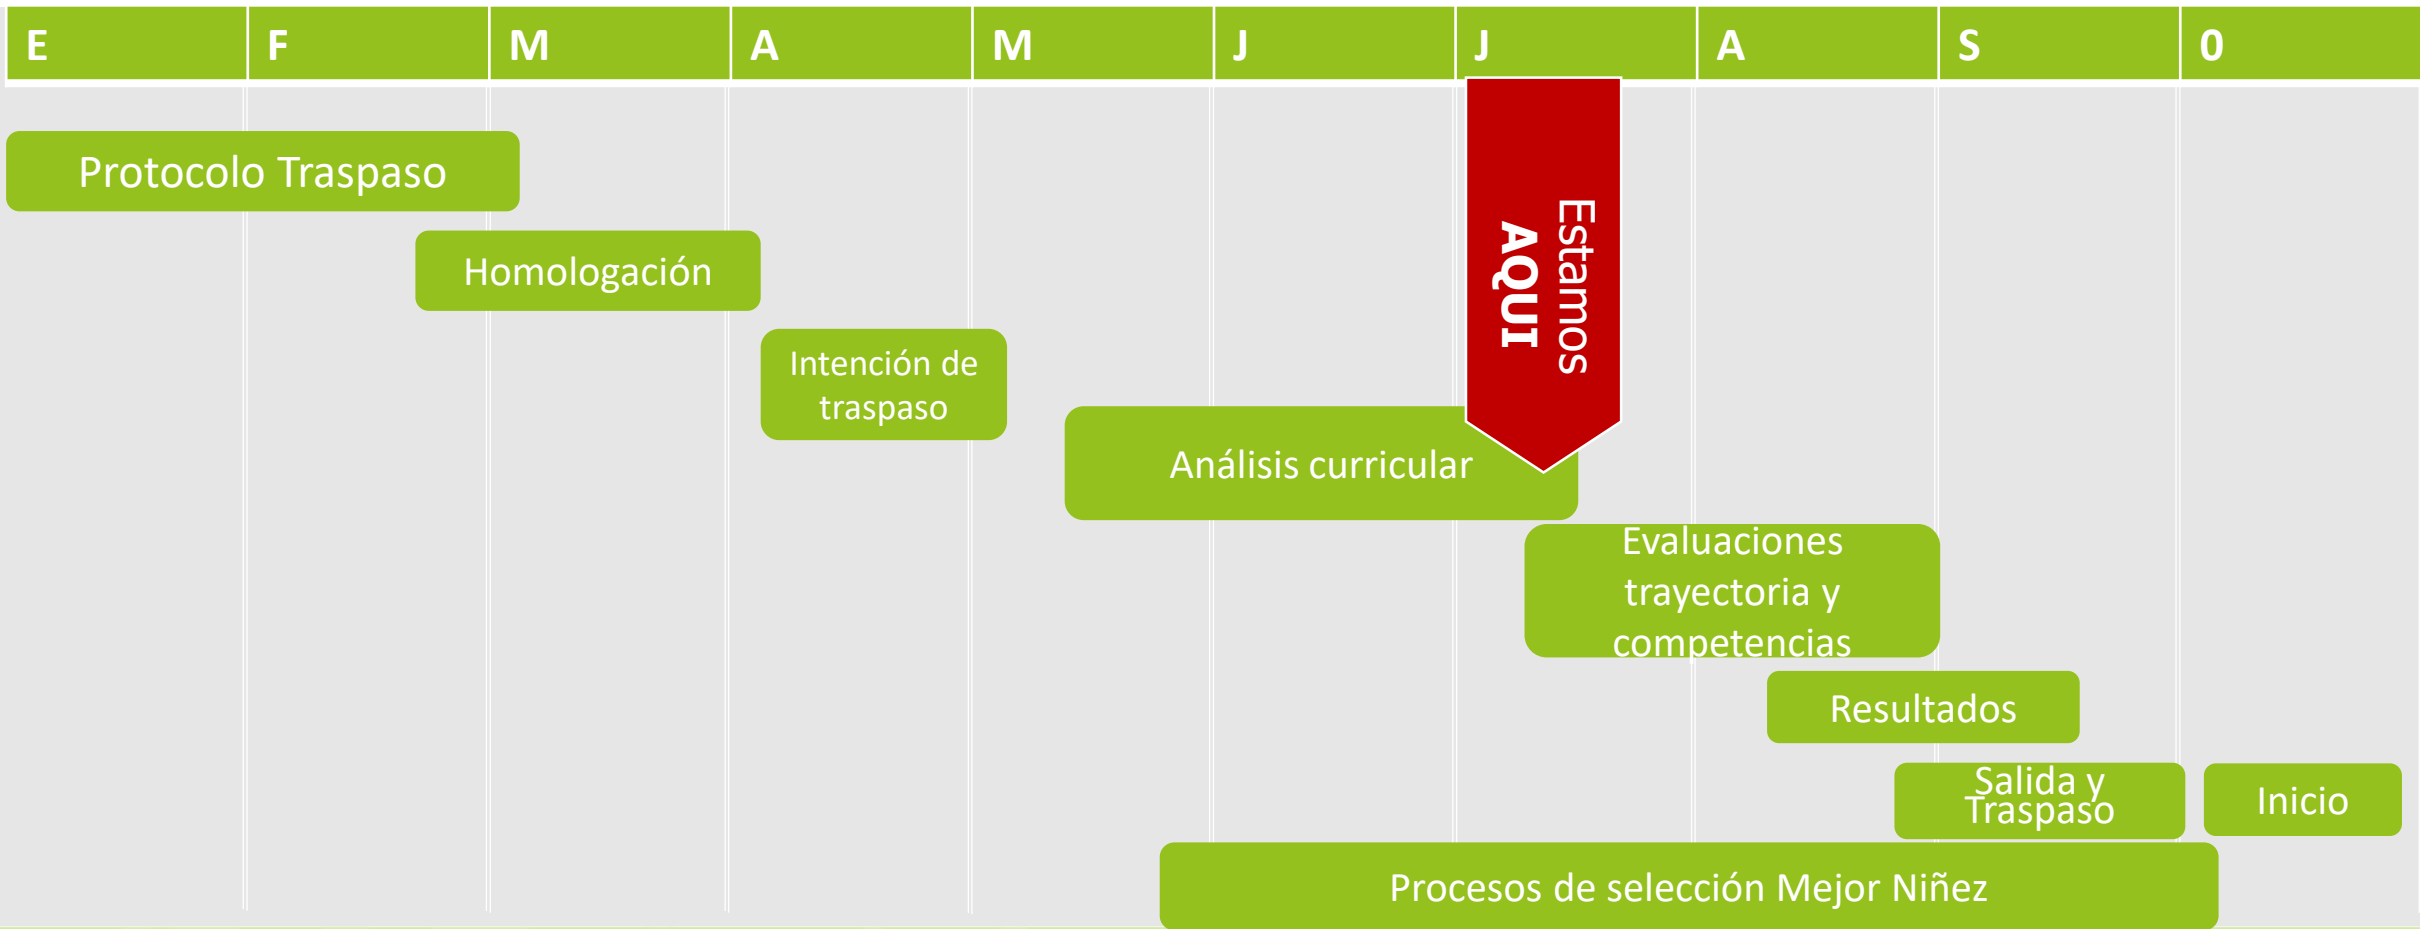 E F M A M J J A S 0
Protocolo Traspaso
Homologación
Estamos
AQUI
Intención de
traspaso
Análisis curricular
Evaluaciones
trayectoria y
competencias
Resultados
Salida y
Traspaso
Inicio
Procesos de selección Mejor Niñez